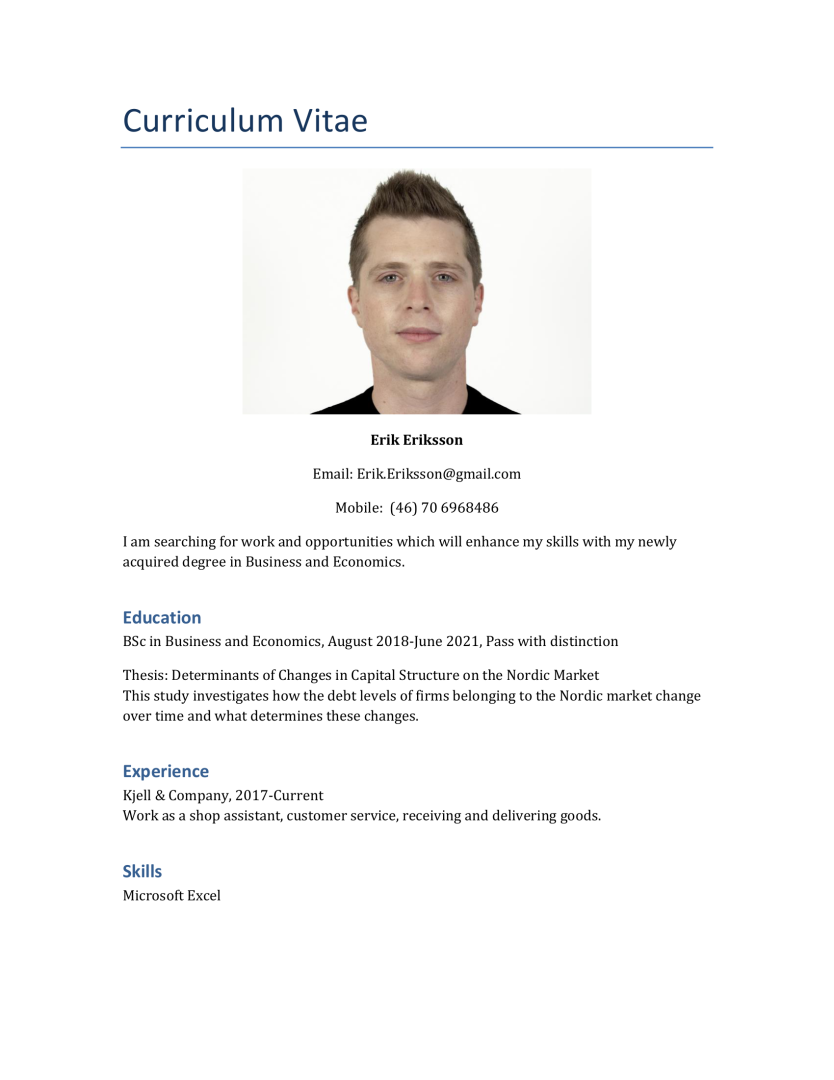 Curriculum Vitae
Erik Eriksson
Email: Erik.Eriksson@gmail.com
Mobile:  (46) 70 6968486
I am searching for work and opportunities which will enhance my skills with my newly
acquired degree in Business and Economics.
Education
BSc in Business and Economics, August 2018-June 2021, Pass with distinction
Thesis: Determinants of Changes in Capital Structure on the Nordic Market
This study investigates how the debt levels of firms belonging to the Nordic market change
over time and what determines these changes.
Experience
Kjell & Company, 2017-Current
Work as a shop assistant, customer service, receiving and delivering goods.
Skills
Microsoft Excel